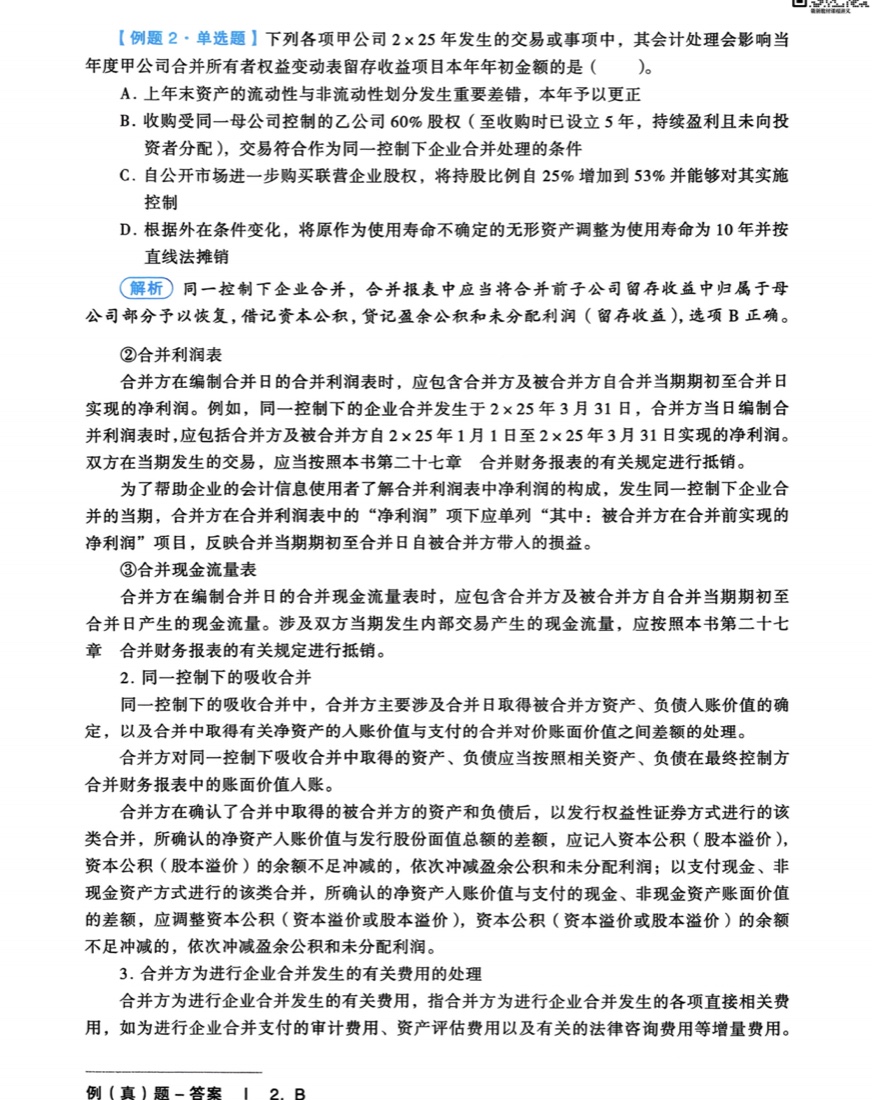 【例题2·单选题】下列各项甲公司2×25年发生的交易或事项中，其会计处理会影响当
年度甲公司合并所有者权益变动表留存收益项目本年年初金额的是（　　）。
A. 上年末资产的流动性与非流动性划分发生重要差错，本年予以更正
B. 收购受同一母公司控制的乙公司60%股权（至收购时已设立5年，持续盈利且未向投
资者分配），交易符合作为同一控制下企业合并处理的条件
C. 自公开市场进一步购买联营企业股权，将持股比例自25%增加到53%并能够对其实施
控制
D. 根据外在条件变化，将原作为使用寿命不确定的无形资产调整为使用寿命为10年并按
直线法摊销
解析 同一控制下企业合并，合并报表中应当将合并前子公司留存收益中归属于母
公司部分予以恢复，借记资本公积，贷记盈余公积和未分配利润（留存收益），选项B正确。
②合并利润表
合并方在编制合并日的合并利润表时，应包含合并方及被合并方自合并当期期初至合并日
实现的净利润。例如，同一控制下的企业合并发生于2×25年3月31日，合并方当日编制合
并利润表时，应包括合并方及被合并方自2×25年1月1日至2×25年3月31日实现的净利润。
双方在当期发生的交易，应当按照本书第二十七章　合并财务报表的有关规定进行抵销。
为了帮助企业的会计信息使用者了解合并利润表中净利润的构成，发生同一控制下企业合
并的当期，合并方在合并利润表中的“净利润”项下应单列“其中：被合并方在合并前实现的
净利润”项目，反映合并当期期初至合并日自被合并方带入的损益。
③合并现金流量表
合并方在编制合并日的合并现金流量表时，应包含合并方及被合并方自合并当期期初至
合并日产生的现金流量。涉及双方当期发生内部交易产生的现金流量，应按照本书第二十七
章　合并财务报表的有关规定进行抵销。
2. 同一控制下的吸收合并
同一控制下的吸收合并中，合并方主要涉及合并日取得被合并方资产、负债入账价值的确
定，以及合并中取得有关净资产的入账价值与支付的合并对价账面价值之间差额的处理。
合并方对同一控制下吸收合并中取得的资产、负债应当按照相关资产、负债在最终控制方
合并财务报表中的账面价值入账。
合并方在确认了合并中取得的被合并方的资产和负债后，以发行权益性证券方式进行的该
类合并，所确认的净资产入账价值与发行股份面值总额的差额，应记入资本公积（股本溢价），
资本公积（股本溢价）的余额不足冲减的，依次冲减盈余公积和未分配利润；以支付现金、非
现金资产方式进行的该类合并，所确认的净资产入账价值与支付的现金、非现金资产账面价值
的差额，应调整资本公积（资本溢价或股本溢价），资本公积（资本溢价或股本溢价）的余额
不足冲减的，依次冲减盈余公积和未分配利润。
3. 合并方为进行企业合并发生的有关费用的处理
合并方为进行企业合并发生的有关费用，指合并方为进行企业合并发生的各项直接相关费
用，如为进行企业合并支付的审计费用、资产评估费用以及有关的法律咨询费用等增量费用。
例（真）题－答案 | 2. B